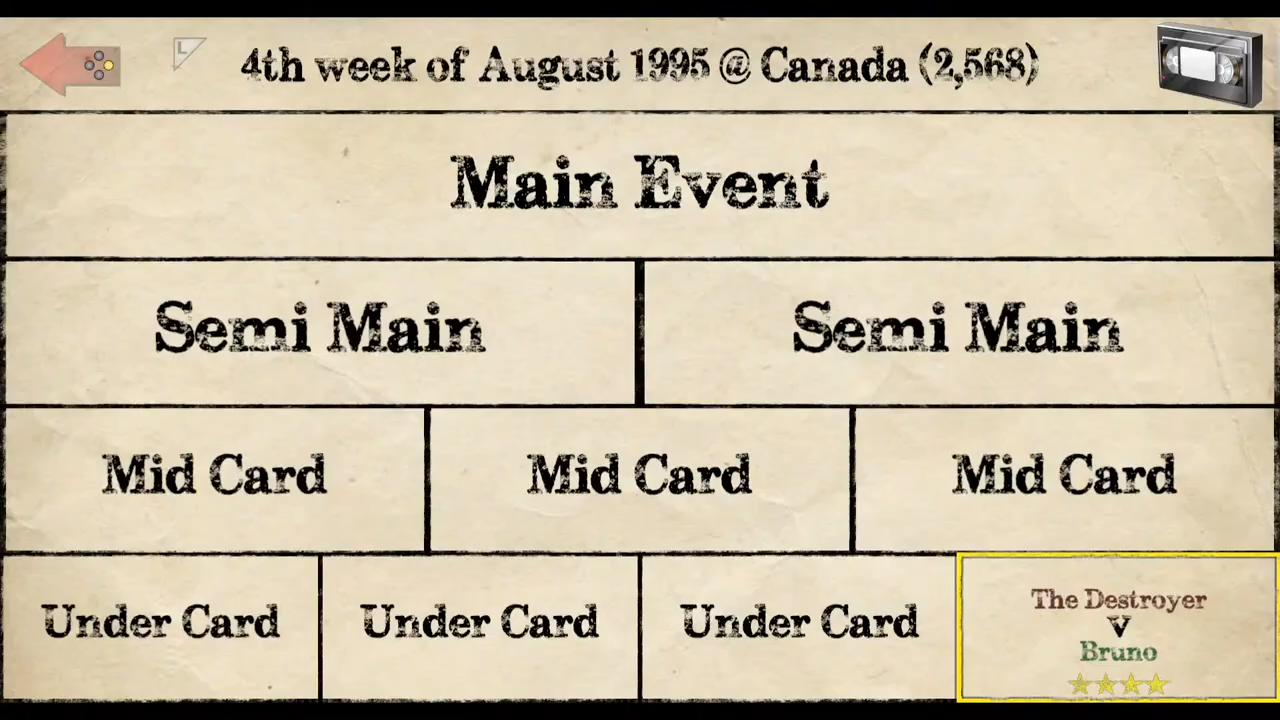 L
4th week of August 1995 @ Canada (2,568)
Main Event
Semi Main
Semi Main
Mid Card
Mid Card
Mid Card
Under Card
Under Card
Under Card
The Destroyer
V
Bruno